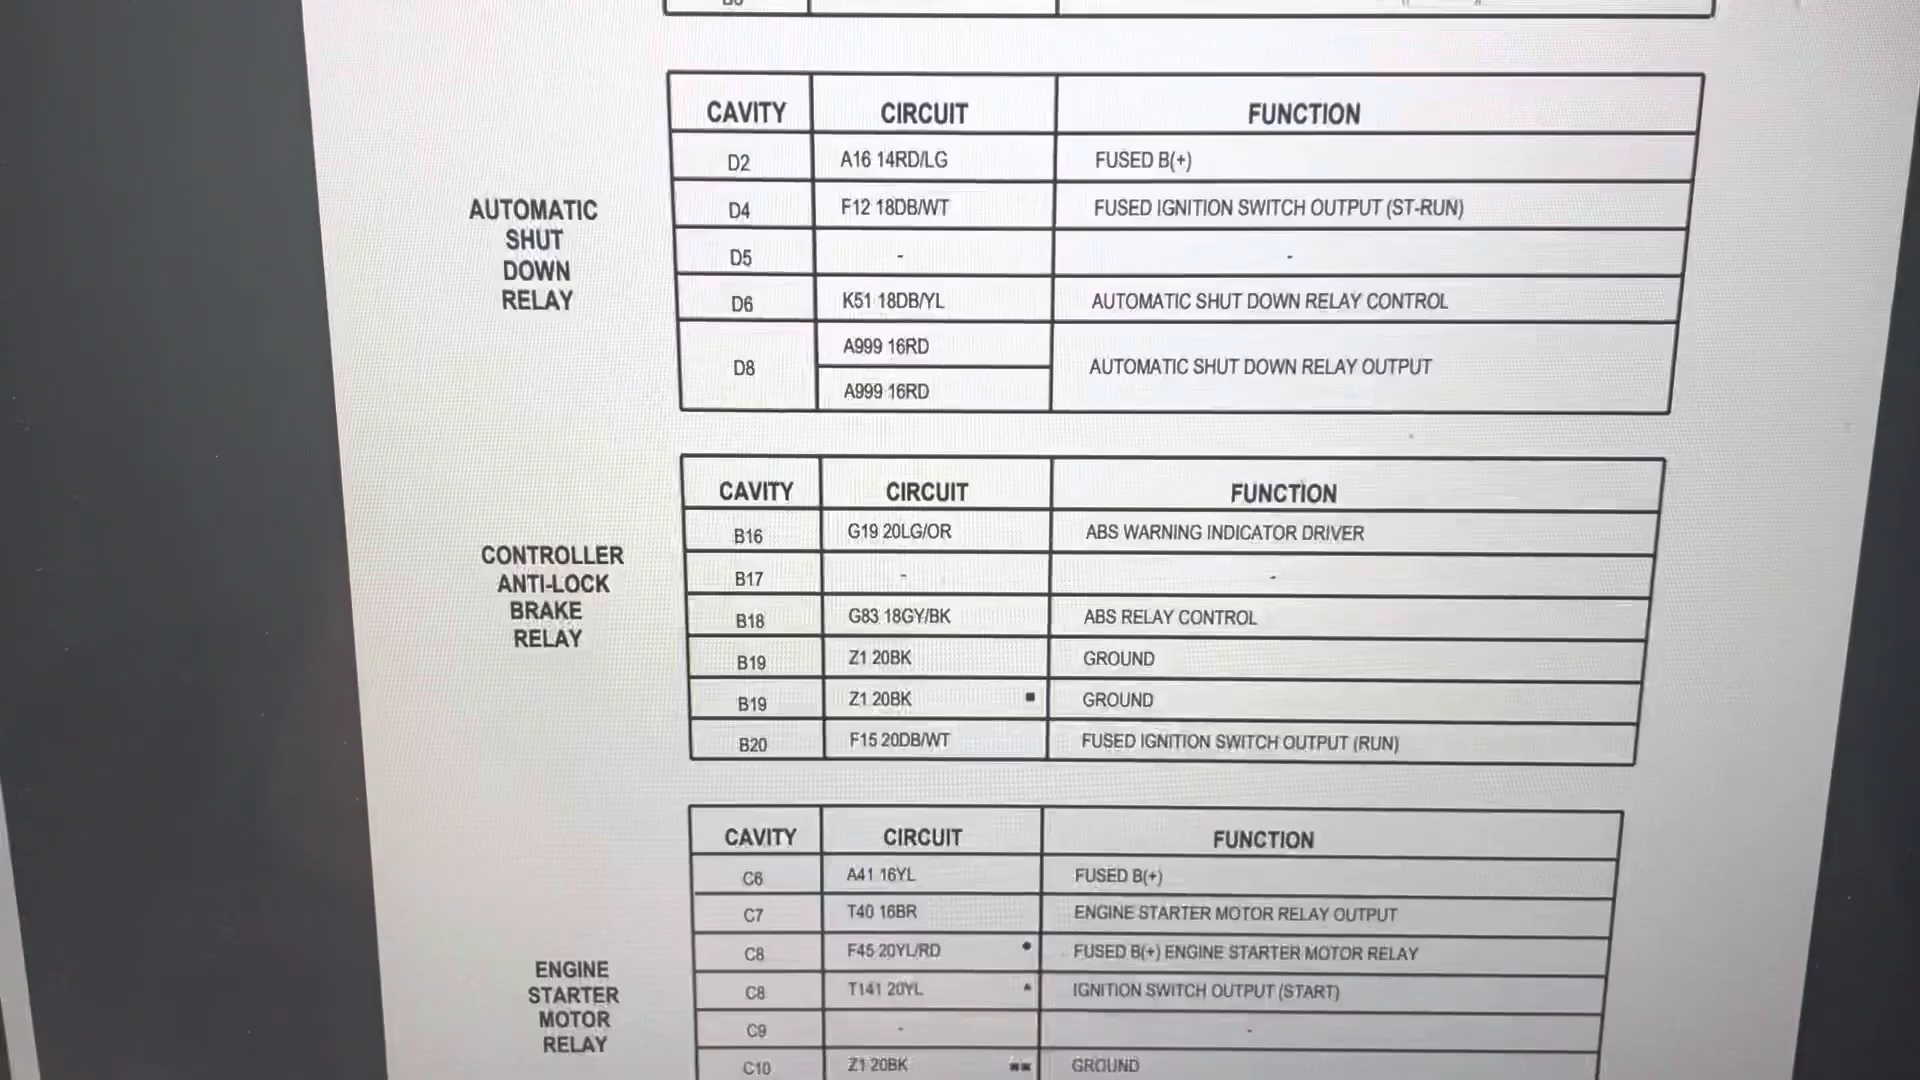 CAVITY CIRCUIT FUNCTION
D2 A16 14RD/LG FUSED B(+)
D4 F12 18DB/WT FUSED IGNITION SWITCH OUTPUT (ST-RUN)
D5 - -
D6 K51 18DB/YL AUTOMATIC SHUT DOWN RELAY CONTROL
D8 A999 16RD AUTOMATIC SHUT DOWN RELAY OUTPUT
A999 16RD
AUTOMATIC
SHUT
DOWN
RELAY
CAVITY CIRCUIT FUNCTION
B16 G19 20LG/OR ABS WARNING INDICATOR DRIVER
B17 - -
B18 G83 18GY/BK ABS RELAY CONTROL
B19 Z1 20BK GROUND
B19 Z1 20BK ■ GROUND
B20 F15 20DB/WT FUSED IGNITION SWITCH OUTPUT (RUN)
CONTROLLER
ANTI-LOCK
BRAKE
RELAY
CAVITY CIRCUIT FUNCTION
C6 A41 16YL FUSED B(+)
C7 T40 16BR ENGINE STARTER MOTOR RELAY OUTPUT
C8 F45 20YL/RD • FUSED B(+) ENGINE STARTER MOTOR RELAY
C8 T141 20YL ▲ IGNITION SWITCH OUTPUT (START)
C9 - -
C10 Z1 20BK ■■ GROUND
ENGINE
STARTER
MOTOR
RELAY